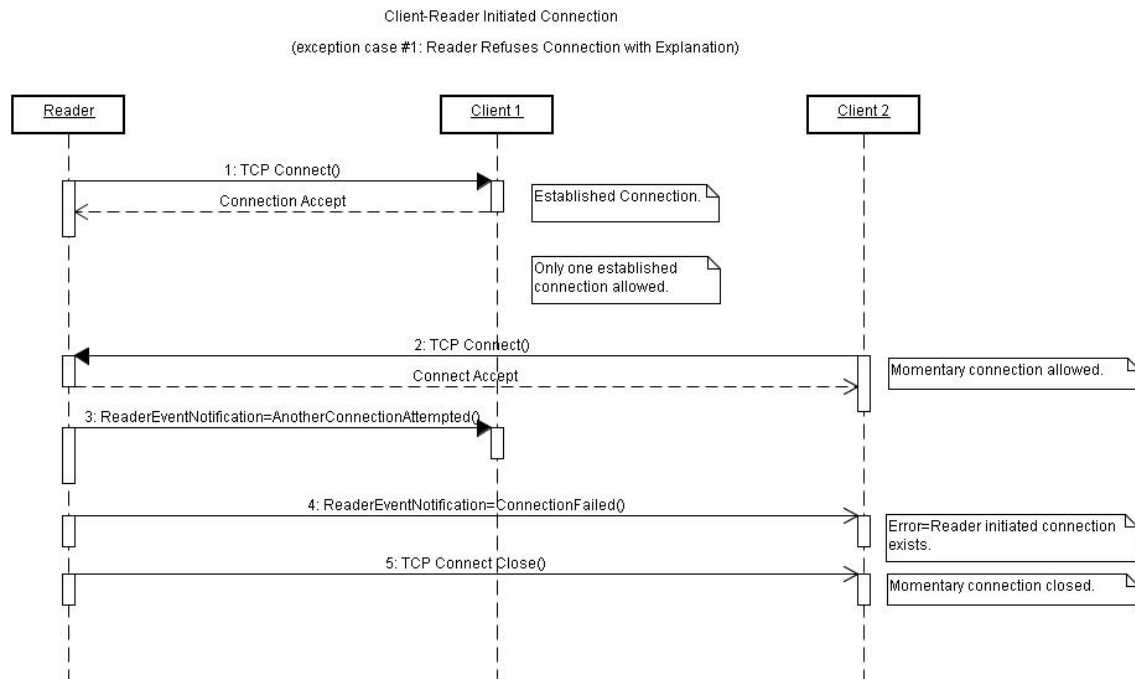 Client-Reader Initiated Connection
(exception case #1: Reader Refuses Connection with Explanation)
Reader
Client 1
Client 2
1: TCP Connect()
Connection Accept
Established Connection.
Only one established
connection allowed.
2: TCP Connect()
Connect Accept
Momentary connection allowed.
3: ReaderEventNotification=AnotherConnectionAttempted()
4: ReaderEventNotification=ConnectionFailed()
Error=Reader initiated connection
exists.
5: TCP Connect Close()
Momentary connection closed.